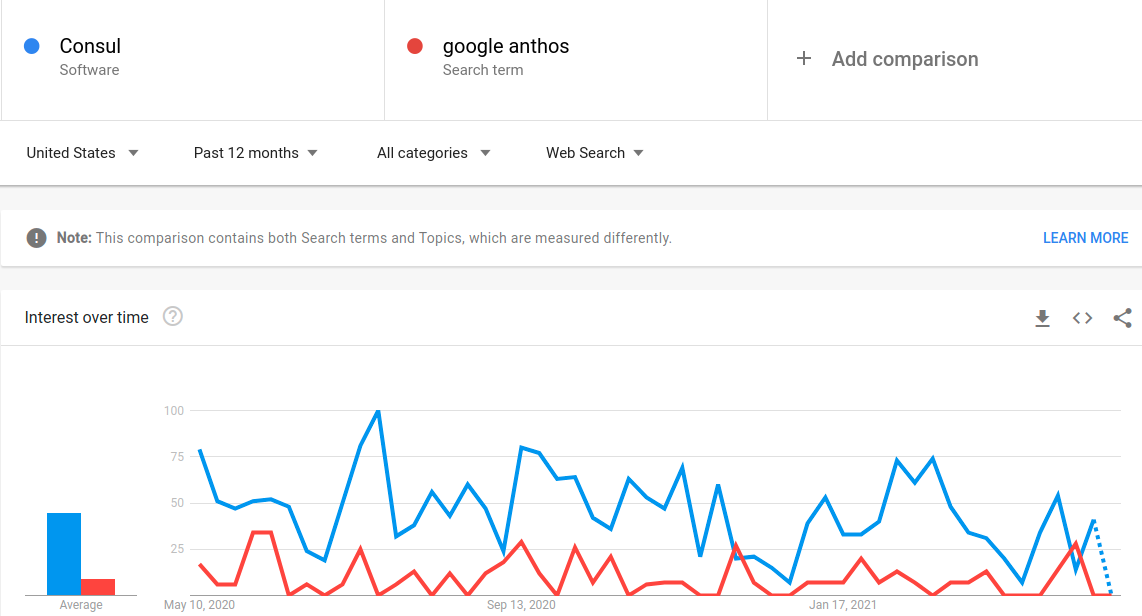 Consul
Software
google anthos
Search term
+ Add comparison
United States
Past 12 months
All categories
Web Search
! Note: This comparison contains both Search terms and Topics, which are measured differently.
LEARN MORE
Interest over time ?
100
75
50
25
Average
May 10, 2020
Sep 13, 2020
Jan 17, 2021